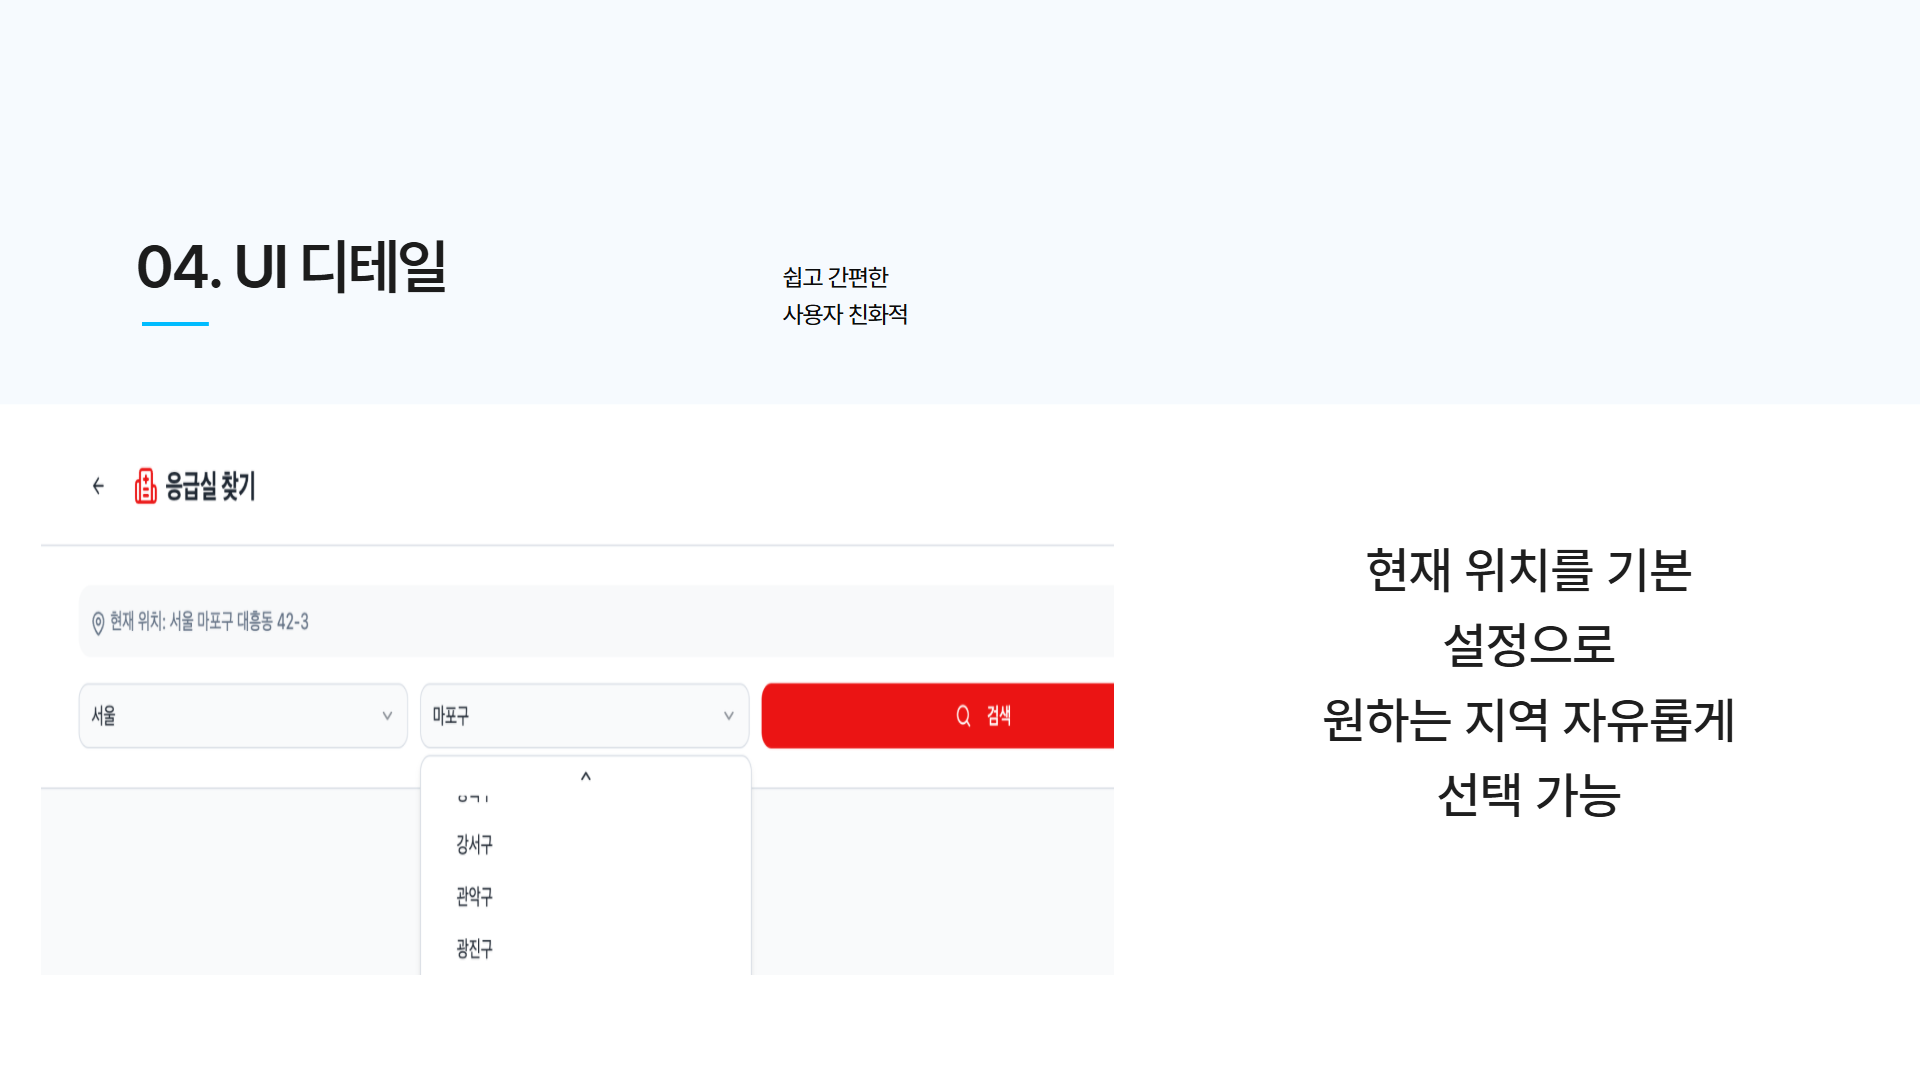 04. UI 디테일
쉽고 간편한
사용자 친화적
응급실 찾기
현재 위치: 서울 마포구 대흥동 42-3
서울
마포구
검색
강서구
관악구
광진구
현재 위치를 기본
설정으로
원하는 지역 자유롭게
선택 가능